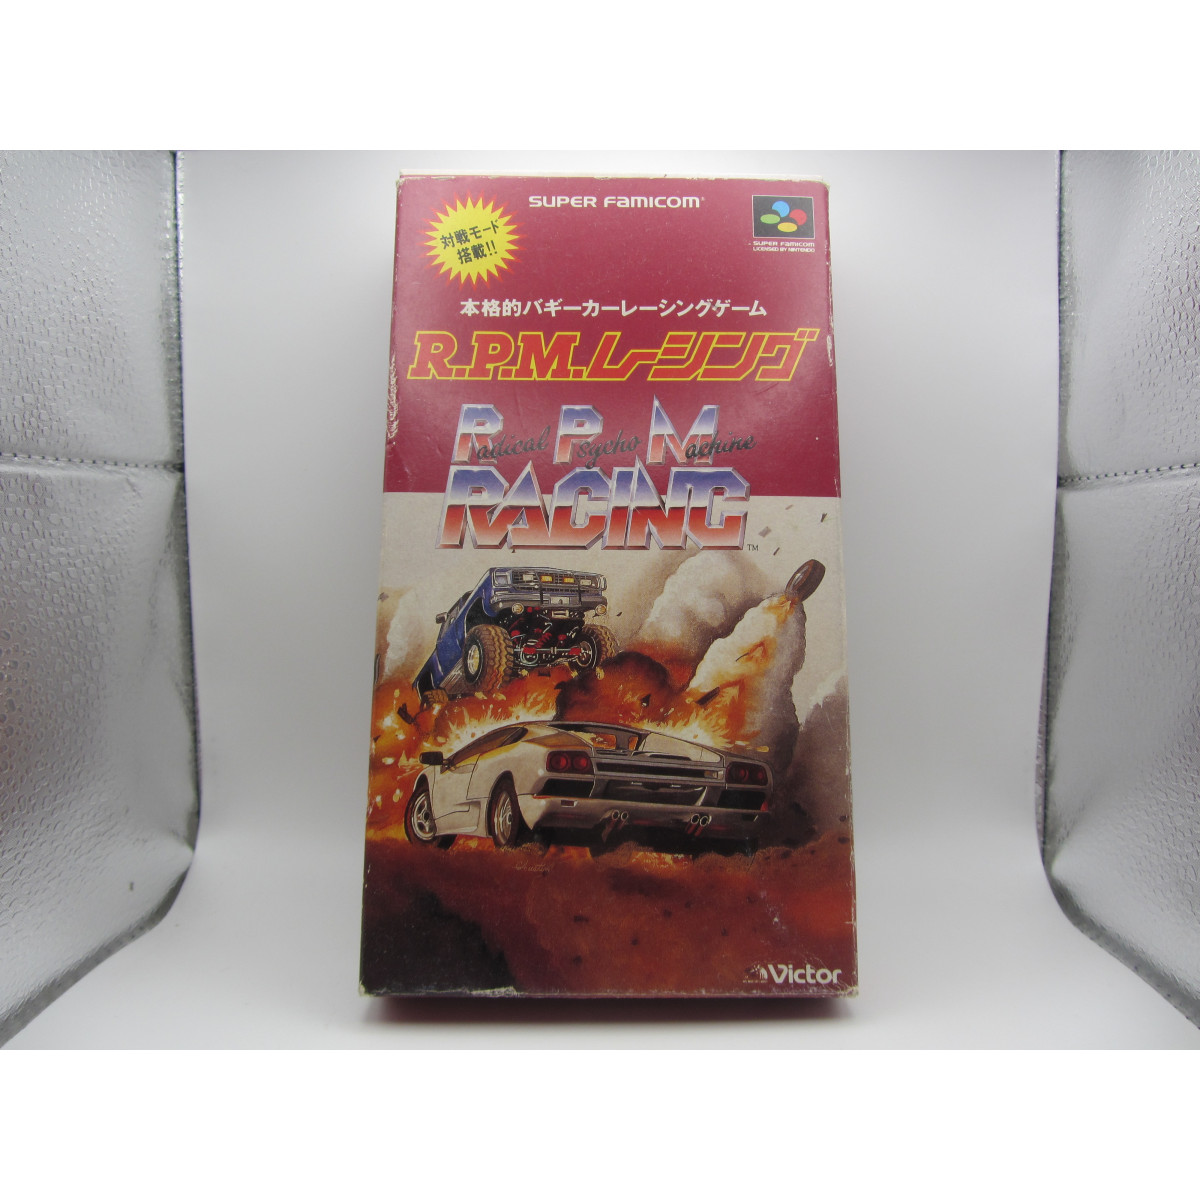 SUPER FAMICOM
対戦モード
搭載!!
SUPER FAMICOM
LICENSED BY NINTENDO
本格的バギーカーレーシングゲーム
R.P.M.レーシング
Radical Psycho Machine
RACING™
Victor